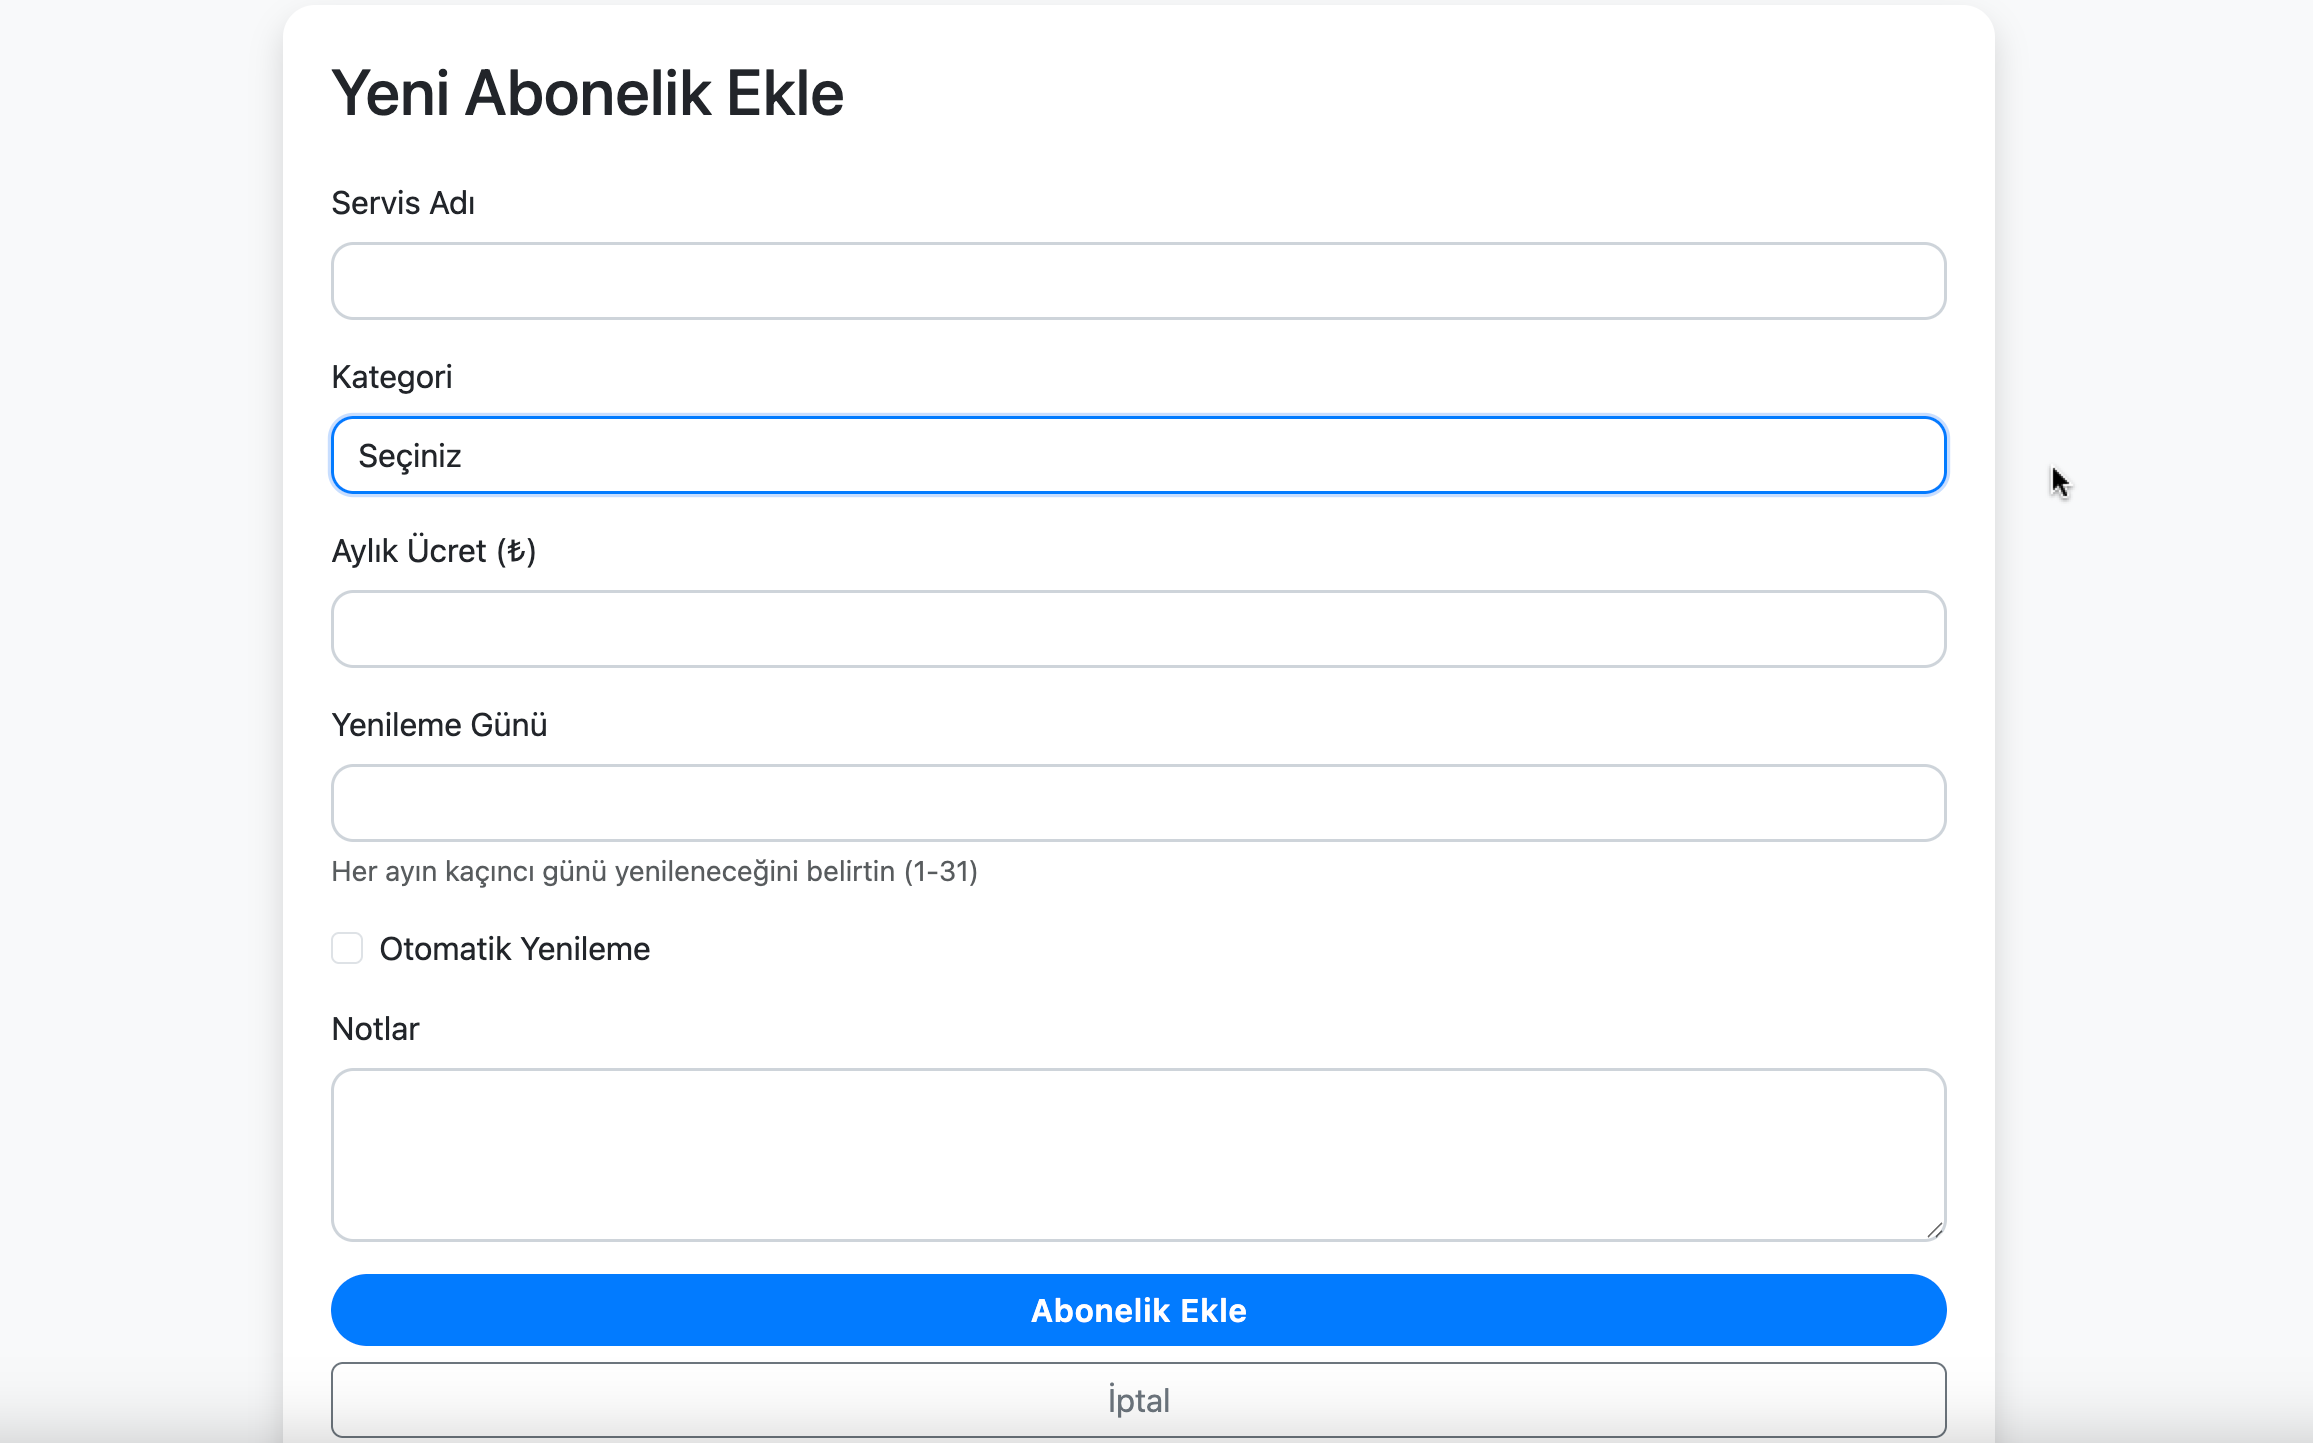 Yeni Abonelik Ekle
Servis Adı
Kategori
Seçiniz
Aylık Ücret (₺)
Yenileme Günü
Her ayın kaçıncı günü yenileneceğini belirtin (1-31)
Otomatik Yenileme
Notlar
Abonelik Ekle
İptal